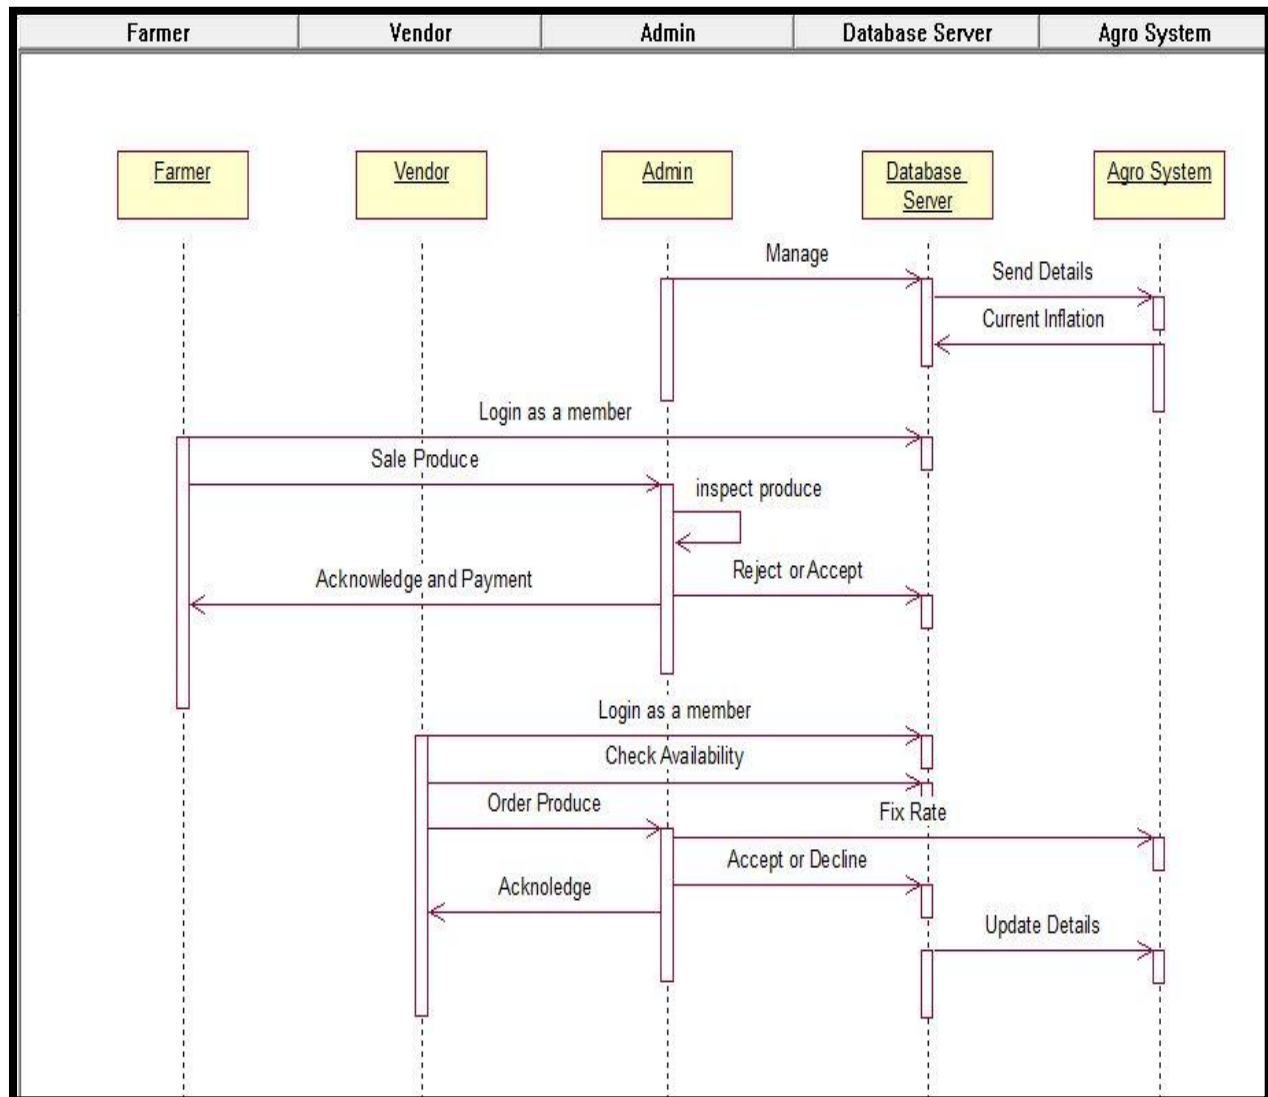 Farmer Vendor Admin Database Server Agro System
Farmer Vendor Admin Database Agro System
Server
Manage
Send Details
Current Inflation
Login as a member
Sale Produce
inspect produce
Reject or Accept
Acknowledge and Payment
Login as a member
Check Availability
Order Produce
Fix Rate
Accept or Decline
Acknoledge
Update Details